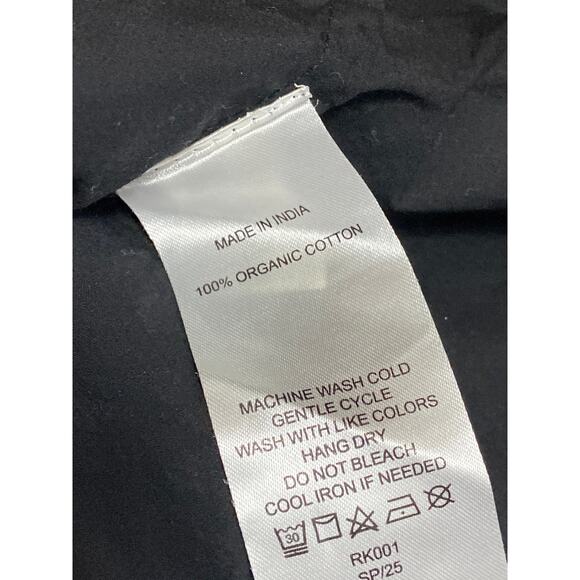 MADE IN INDIA
100% ORGANIC COTTON
MACHINE WASH COLD
GENTLE CYCLE
WASH WITH LIKE COLORS
HANG DRY
DO NOT BLEACH
COOL IRON IF NEEDED
30
RK001
SP/25